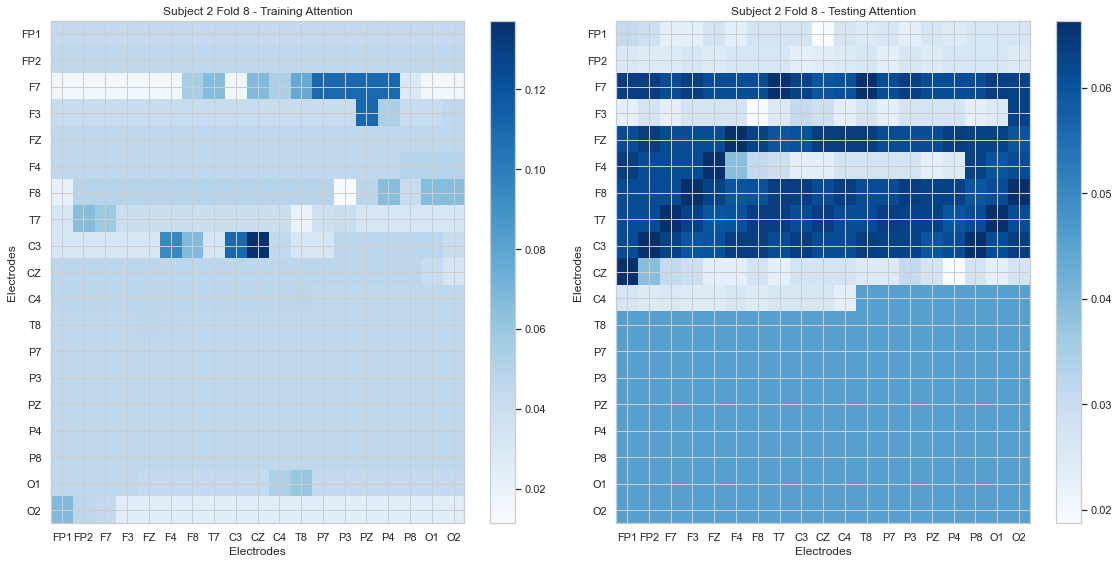 Subject 2 Fold 8 - Training Attention
FP1
FP2
F7
F3
FZ
F4
F8
T7
C3
CZ
C4
T8
P7
P3
PZ
P4
P8
O1
O2
Electrodes
FP1 FP2 F7 F3 FZ F4 F8 T7 C3 CZ C4 T8 P7 P3 PZ P4 P8 O1 O2
Electrodes
0.12
0.10
0.08
0.06
0.04
0.02
Subject 2 Fold 8 - Testing Attention
FP1
FP2
F7
F3
FZ
F4
F8
T7
C3
CZ
C4
T8
P7
P3
PZ
P4
P8
O1
O2
Electrodes
FP1 FP2 F7 F3 FZ F4 F8 T7 C3 CZ C4 T8 P7 P3 PZ P4 P8 O1 O2
Electrodes
0.06
0.05
0.04
0.03
0.02